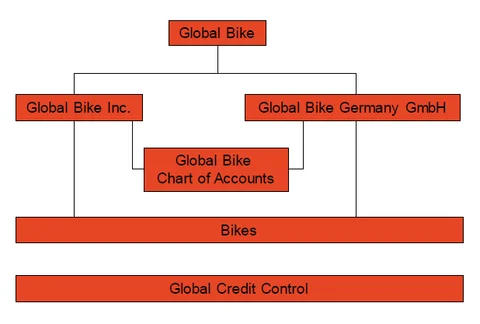 Global Bike
Global Bike Inc.
Global Bike Germany GmbH
Global Bike
Chart of Accounts
Bikes
Global Credit Control